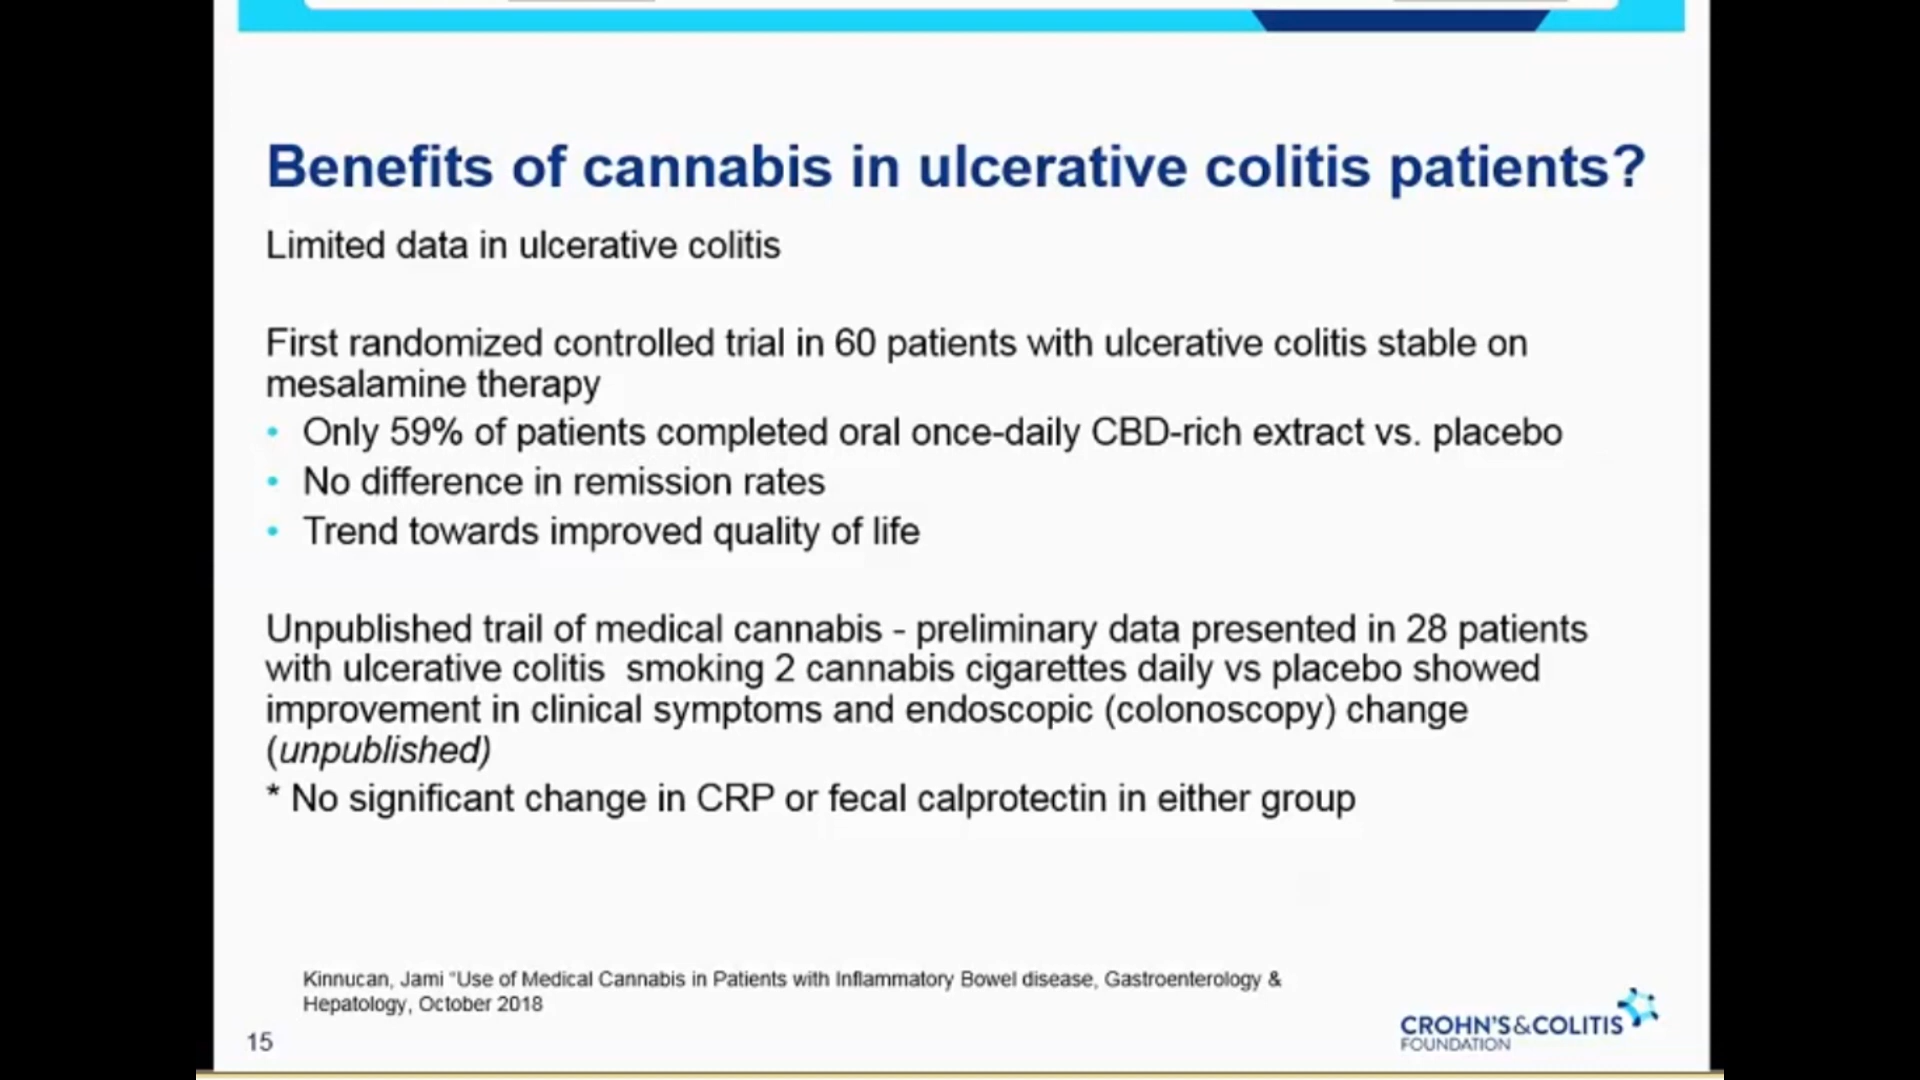 Benefits of cannabis in ulcerative colitis patients?
Limited data in ulcerative colitis
First randomized controlled trial in 60 patients with ulcerative colitis stable on
mesalamine therapy
• Only 59% of patients completed oral once-daily CBD-rich extract vs. placebo
• No difference in remission rates
• Trend towards improved quality of life
Unpublished trail of medical cannabis - preliminary data presented in 28 patients
with ulcerative colitis  smoking 2 cannabis cigarettes daily vs placebo showed
improvement in clinical symptoms and endoscopic (colonoscopy) change
(unpublished)
* No significant change in CRP or fecal calprotectin in either group
Kinnucan, Jami “Use of Medical Cannabis in Patients with Inflammatory Bowel disease, Gastroenterology &
Hepatology, October 2018
15
CROHN'S&COLITIS
FOUNDATION